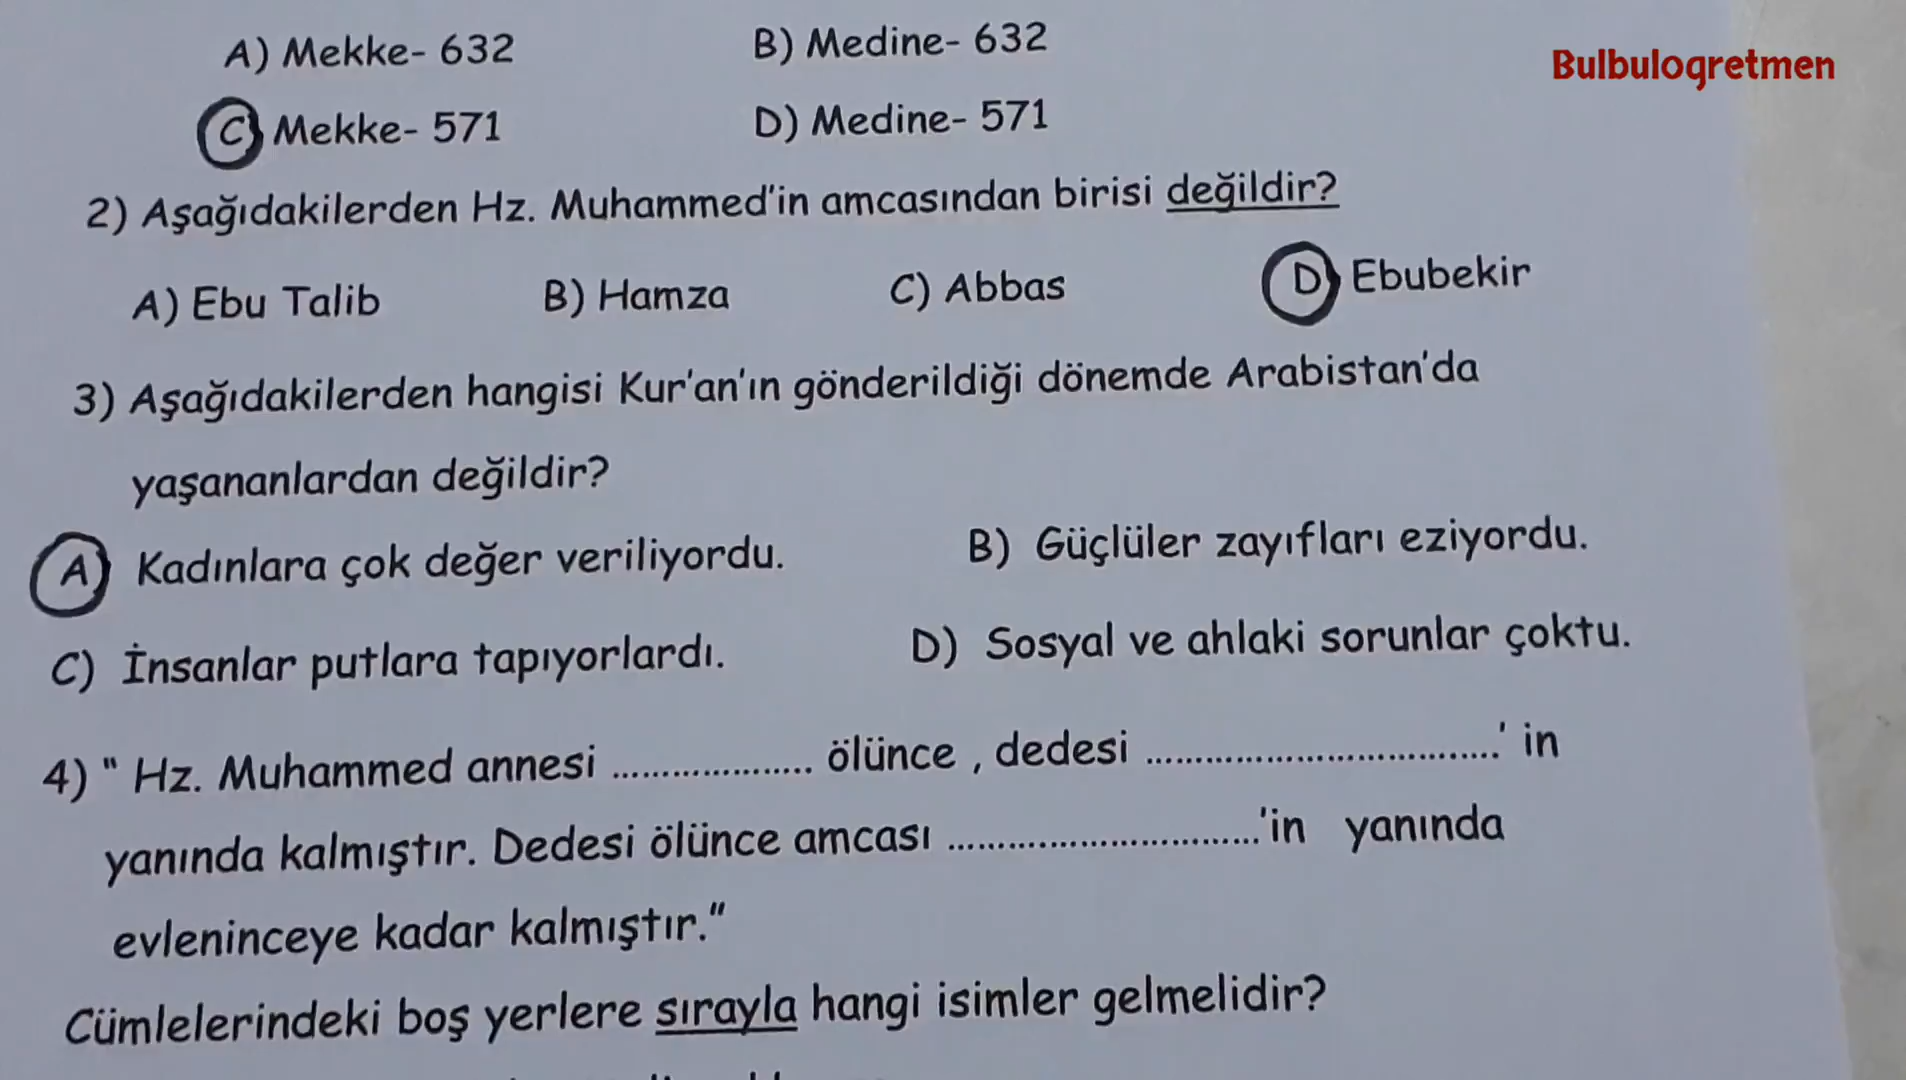 A) Mekke- 632 B) Medine- 632
Bulbulogretmen
C) Mekke- 571 D) Medine- 571
2) Aşağıdakilerden Hz. Muhammed'in amcasından birisi değildir?
A) Ebu Talib B) Hamza C) Abbas D) Ebubekir
3) Aşağıdakilerden hangisi Kur'an'ın gönderildiği dönemde Arabistan'da
yaşananlardan değildir?
A) Kadınlara çok değer veriliyordu. B) Güçlüler zayıfları eziyordu.
C) İnsanlar putlara tapıyorlardı. D) Sosyal ve ahlaki sorunlar çoktu.
4) " Hz. Muhammed annesi .................... ölünce , dedesi ...................................' in
yanında kalmıştır. Dedesi ölünce amcası ...............................'in yanında
evleninceye kadar kalmıştır."
Cümlelerindeki boş yerlere sırayla hangi isimler gelmelidir?